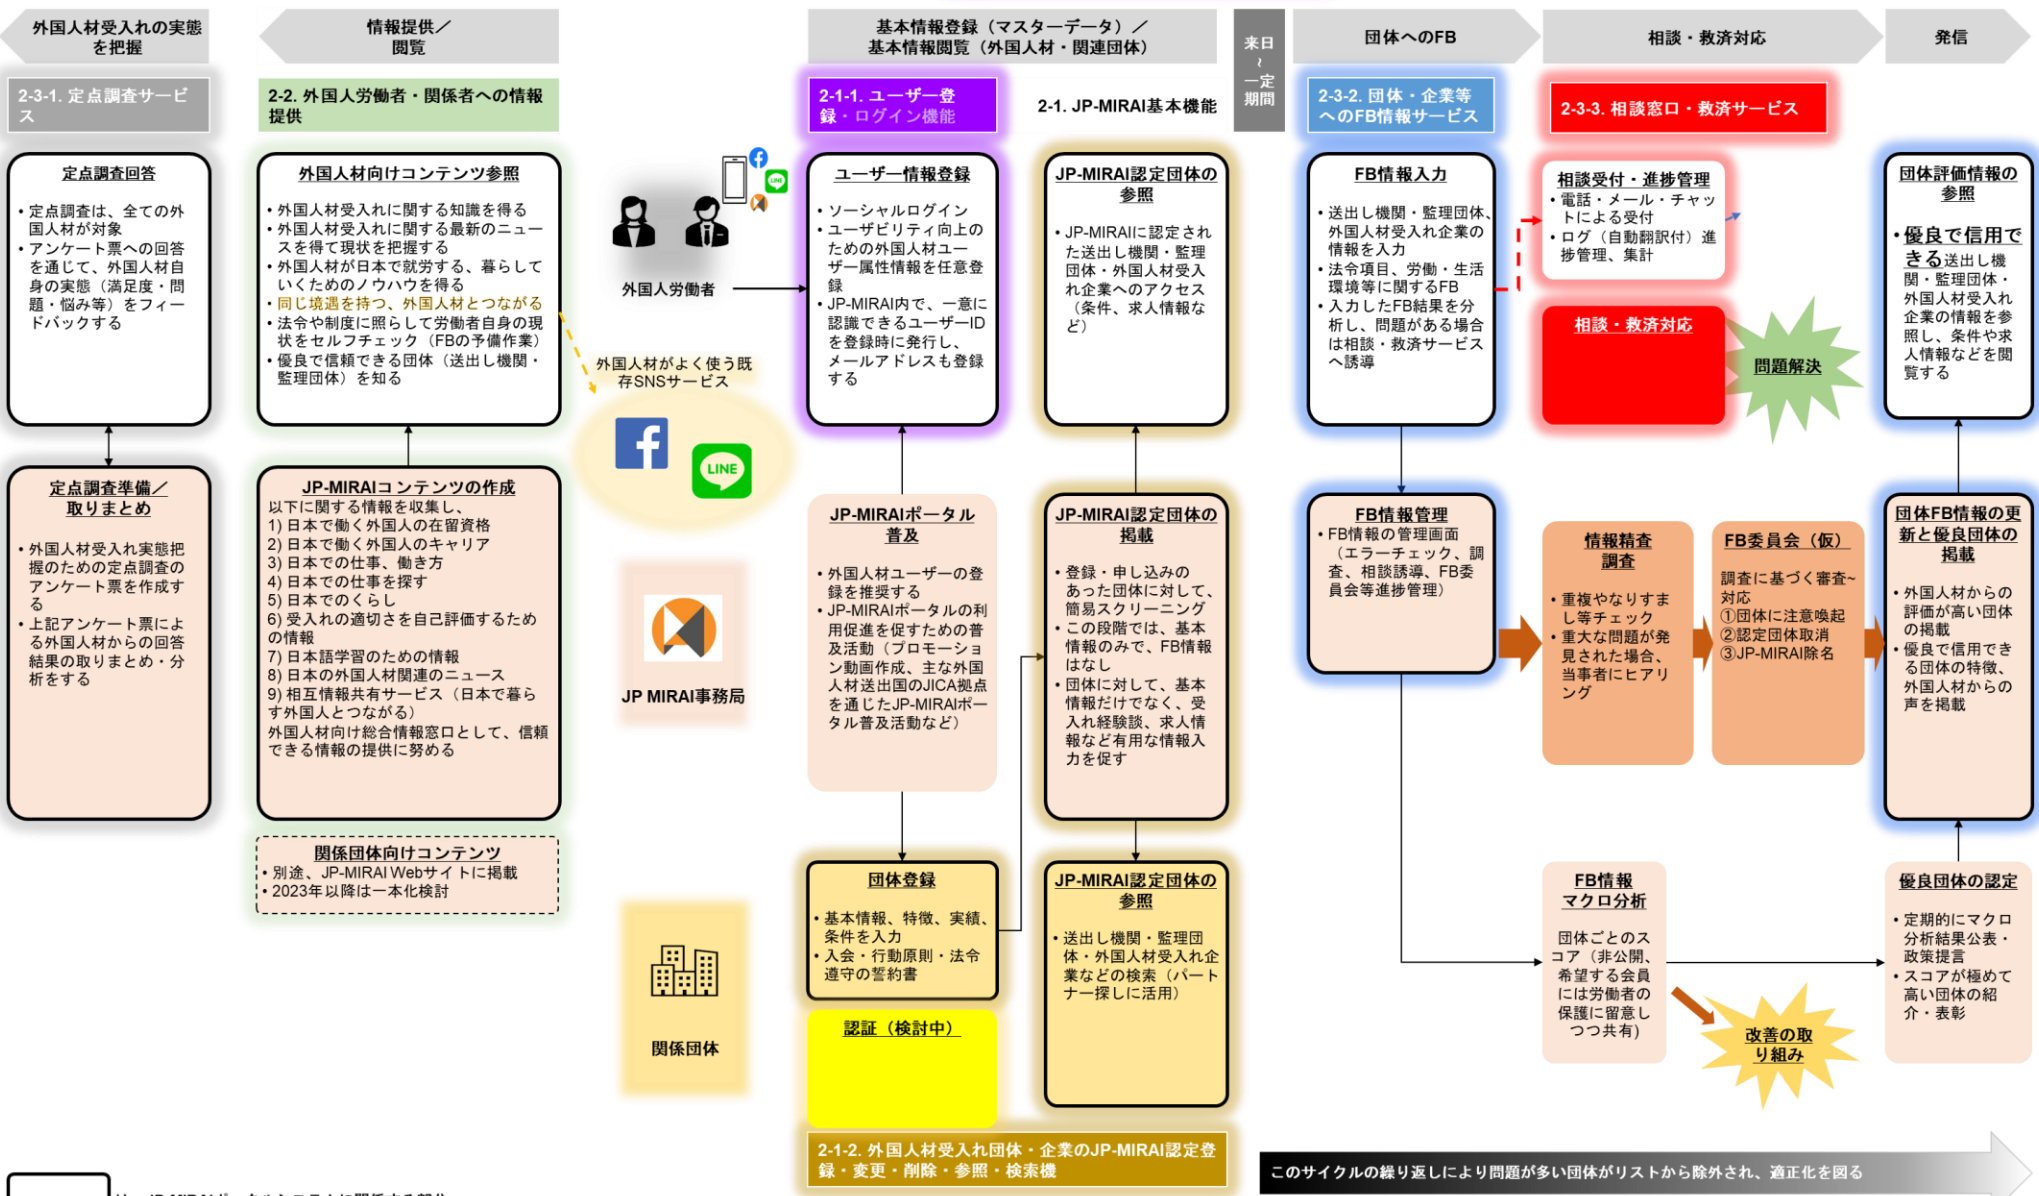 外国人材受入れの実態
を把握
情報提供／
閲覧
基本情報登録（マスターデータ）／
基本情報閲覧（外国人材・関連団体）
来日
～
一定
期間
団体へのFB
相談・救済対応
発信
2-3-1. 定点調査サービ
ス
2-2. 外国人労働者・関係者への情報
提供
2-1-1. ユーザー登
録・ログイン機能
2-1. JP-MIRAI基本機能
2-3-2. 団体・企業等
へのFB情報サービス
2-3-3. 相談窓口・救済サービス
定点調査回答
• 定点調査は、全ての外
国人材が対象
• アンケート票への回答
を通じて、外国人材自
身の実態（満足度・問
題・悩み等）をフィー
ドバックする
外国人材向けコンテンツ参照
• 外国人材受入れに関する知識を得る
• 外国人材受入れに関する最新のニュー
スを得て現状を把握する
• 外国人材が日本で就労する、暮らして
いくためのノウハウを得る
• 同じ境遇を持つ、外国人材とつながる
• 法令や制度に照らして労働者自身の現
状をセルフチェック（FBの予備作業）
• 優良で信頼できる団体（送出し機関・
監理団体）を知る
LINE
外国人労働者
外国人材がよく使う既
存SNSサービス
LINE
ユーザー情報登録
• ソーシャルログイン
• ユーザビリティ向上の
ための外国人材ユー
ザー属性情報を任意登
録
• JP-MIRAI内で、一意に
認識できるユーザーID
を登録時に発行し、
メールアドレスも登録
する
JP-MIRAI認定団体の
参照
• JP-MIRAIに認定され
た送出し機関・監理
団体・外国人材受入
れ企業へのアクセス
（条件、求人情報な
ど）
FB情報入力
• 送出し機関・監理団体、
外国人材受入れ企業の
情報を入力
• 法令項目、労働・生活
環境等に関するFB
• 入力したFB結果を分
析し、問題がある場合
は相談・救済サービス
へ誘導
相談受付・進捗管理
• 電話・メール・チャッ
トによる受付
• ログ（自動翻訳付）進
捗管理、集計
相談・救済対応
問題解決
団体評価情報の
参照
• 優良で信用で
きる送出し機
関・監理団体・
外国人材受入れ
企業の情報を参
照し、条件や求
人情報などを閲
覧する
定点調査準備／
取りまとめ
• 外国人材受入れ実態把
握のための定点調査の
アンケート票を作成す
る
• 上記アンケート票によ
る外国人材からの回答
結果の取りまとめ・分
析をする
JP-MIRAIコンテンツの作成
以下に関する情報を収集し、
1) 日本で働く外国人の在留資格
2) 日本で働く外国人のキャリア
3) 日本での仕事、働き方
4) 日本での仕事を探す
5) 日本でのくらし
6) 受入れの適切さを自己評価するため
の情報
7) 日本語学習のための情報
8) 日本の外国人材関連のニュース
9) 相互情報共有サービス（日本で暮ら
す外国人とつながる）
外国人材向け総合情報窓口として、信頼
できる情報の提供に努める
関係団体向けコンテンツ
• 別途、JP-MIRAI Webサイトに掲載
• 2023年以降は一本化検討
JP MIRAI事務局
関係団体
JP-MIRAIポータル
普及
• 外国人材ユーザーの登
録を推奨する
• JP-MIRAIポータルの利
用促進を促すための普
及活動（プロモーショ
ン動画作成、主な外国
人材送出国のJICA拠点
を通じたJP-MIRAIポー
タル普及活動など）
JP-MIRAI認定団体の
掲載
• 登録・申し込みの
あった団体に対して、
簡易スクリーニング
• この段階では、基本
情報のみで、FB情報
はなし
• 団体に対して、基本
情報だけでなく、受
入れ経験談、求人情
報など有用な情報入
力を促す
団体登録
• 基本情報、特徴、実績、
条件を入力
• 入会・行動原則・法令
遵守の誓約書
認証（検討中）
JP-MIRAI認定団体の
参照
• 送出し機関・監理団
体・外国人材受入れ企
業などの検索（パート
ナー探しに活用）
2-1-2. 外国人材受入れ団体・企業のJP-MIRAI認定登
録・変更・削除・参照・検索機
FB情報管理
• FB情報の管理画面
（エラーチェック、調
査、相談誘導、FB委
員会等進捗管理）
情報精査
調査
• 重複やなりすま
し等チェック
• 重大な問題が発
見された場合、
当事者にヒアリ
ング
FB委員会（仮）
調査に基づく審査~
対応
①団体に注意喚起
②認定団体取消
③JP-MIRAI除名
団体FB情報の更
新と優良団体の
掲載
• 外国人材からの
評価が高い団体
の掲載
• 優良で信用でき
る団体の特徴、
外国人材からの
声を掲載
FB情報
マクロ分析
団体ごとのス
コア（非公開、
希望する会員
には労働者の
保護に留意し
つつ共有)
改善の取
り組み
優良団体の認定
• 定期的にマクロ
分析結果公表・
政策提言
• スコアが極めて
高い団体の紹
介・表彰
このサイクルの繰り返しにより問題が多い団体がリストから除外され、適正化を図る